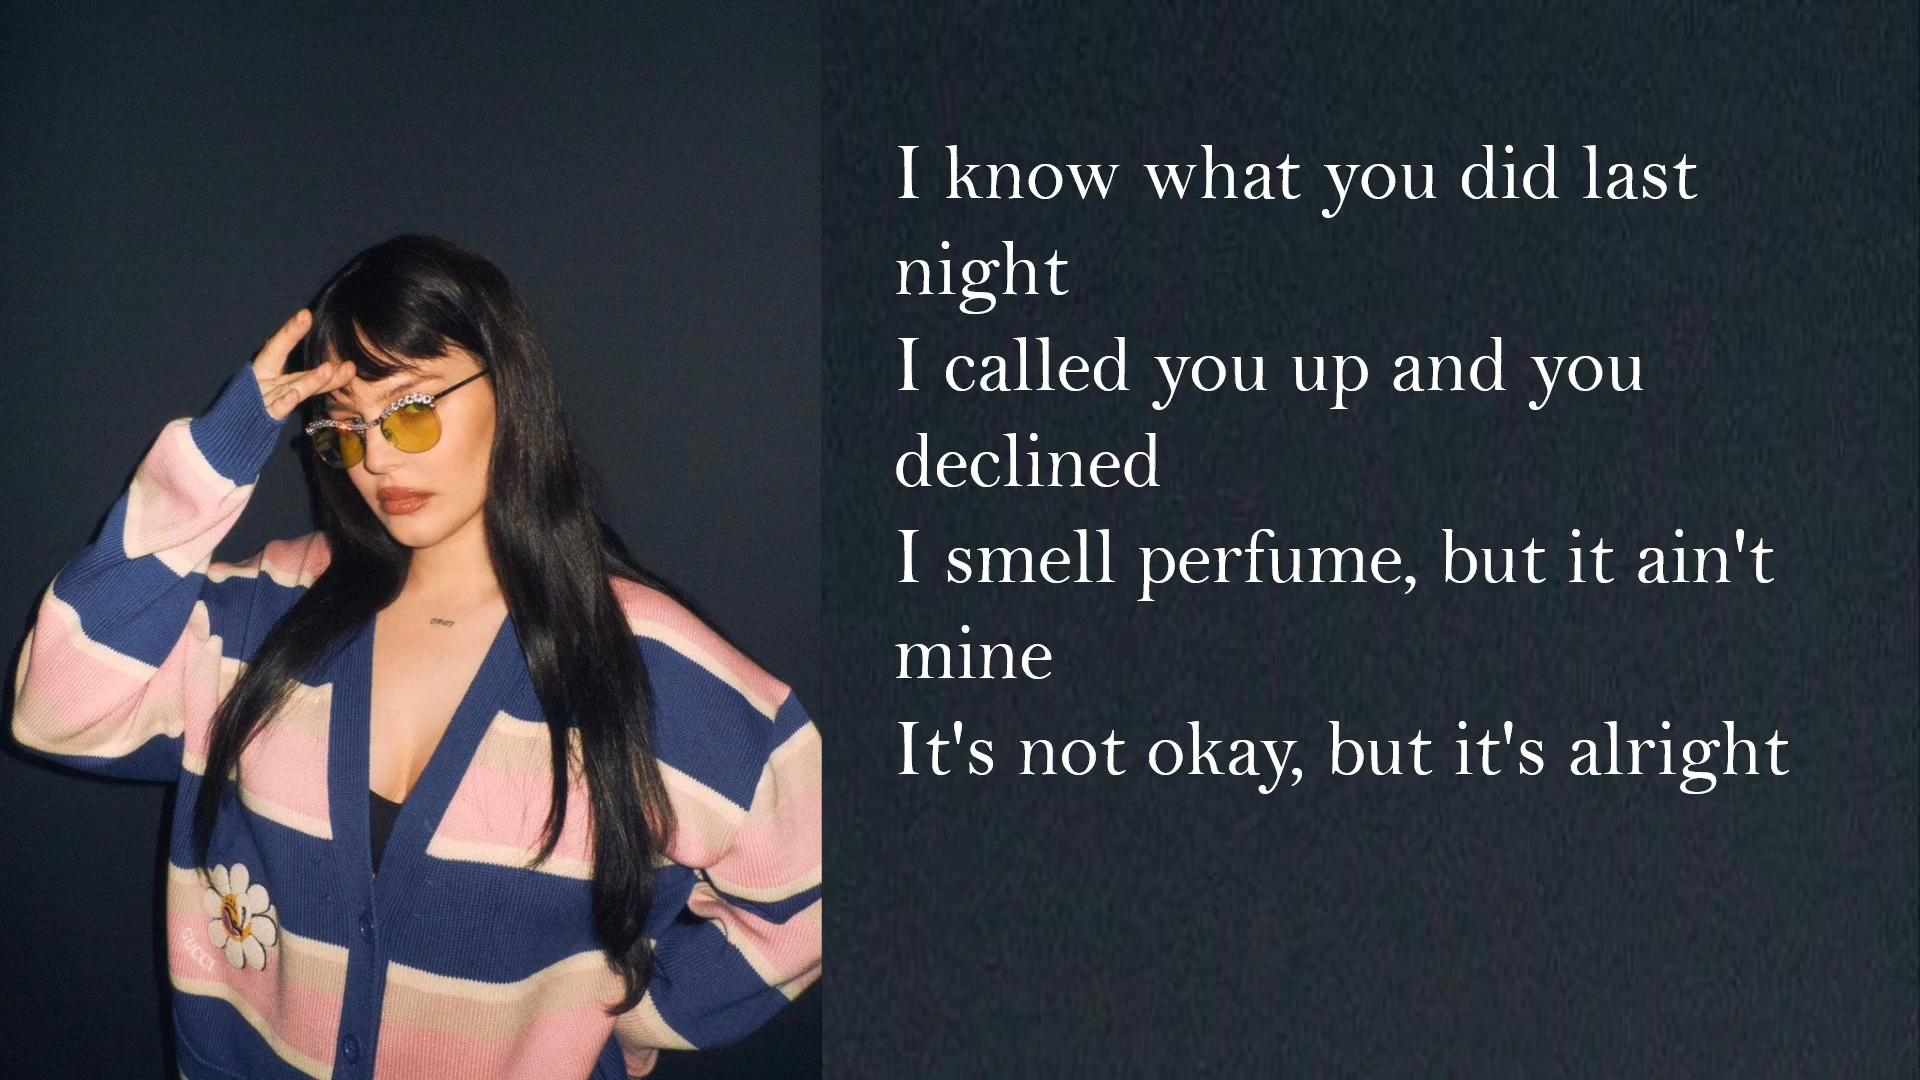 I know what you did last
night
I called you up and you
declined
I smell perfume, but it ain't
mine
It's not okay, but it's alright
GUCCI